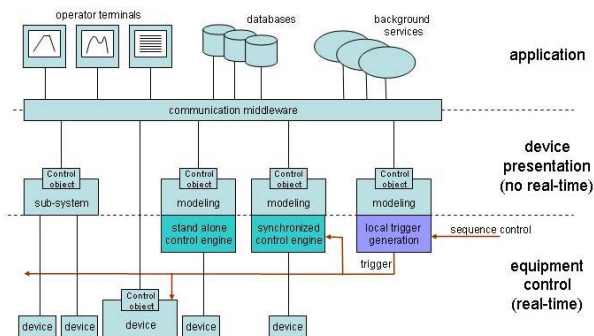 operator terminals
databases
background
services
application
communication middleware
device
presentation
(no real-time)
Control
object
sub-system
Control
object
modeling
Control
object
modeling
Control
object
modeling
stand alone
control engine
synchronized
control engine
local trigger
generation
sequence control
trigger
equipment
control
(real-time)
Control
object
device
device
device
device
device